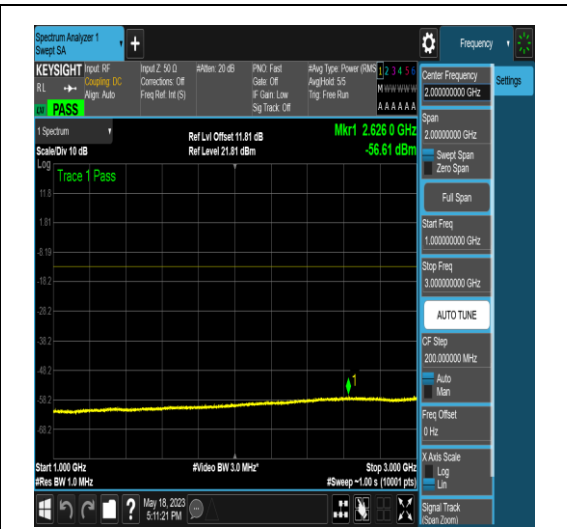 Spectrum Analyzer 1
Swept SA
+
Frequency
KEYSIGHT
RL
PASS
Input: RF
Coupling: DC
Align: Auto
Input Z: 50 Ω
Corrections: Off
Freq Ref: Int (S)
#Atten: 20 dB
PNO: Fast
Gate: Off
IF Gain: Low
Sig Track: Off
#Avg Type: Power (RMS
Avg|Hold: 5/5
Trig: Free Run
1 2 3 4 5 6
M W W W W W
A A A A A A
1 Spectrum
Scale/Div 10 dB
Ref Lvl Offset 11.81 dB
Ref Level 21.81 dBm
Mkr1 2.626 0 GHz
-56.61 dBm
Log
Trace 1 Pass
11.8
1.81
-8.19
-18.2
-28.2
-38.2
-48.2
-58.2
-68.2
1
Start 1.000 GHz
#Res BW 1.0 MHz
#Video BW 3.0 MHz*
Stop 3.000 GHz
#Sweep ~1.00 s (10001 pts)
?
May 18, 2023
5:11:21 PM
Center Frequency
2.000000000 GHz
Settings
Span
2.00000000 GHz
Swept Span
Zero Span
Full Span
Start Freq
1.000000000 GHz
Stop Freq
3.000000000 GHz
AUTO TUNE
CF Step
200.000000 MHz
Auto
Man
Freq Offset
0 Hz
X Axis Scale
Log
Lin
Signal Track
(Span Zoom)